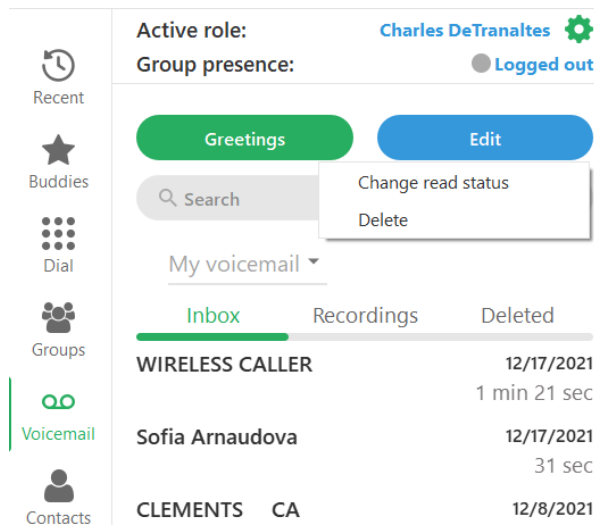 Active role: Charles DeTranaltes
Group presence: Logged out
Recent
Buddies
Dial
Groups
Voicemail
Contacts
Greetings Edit
Change read status
Delete
Search
My voicemail
Inbox Recordings Deleted
WIRELESS CALLER 12/17/2021
1 min 21 sec
Sofia Arnaudova 12/17/2021
31 sec
CLEMENTS CA 12/8/2021